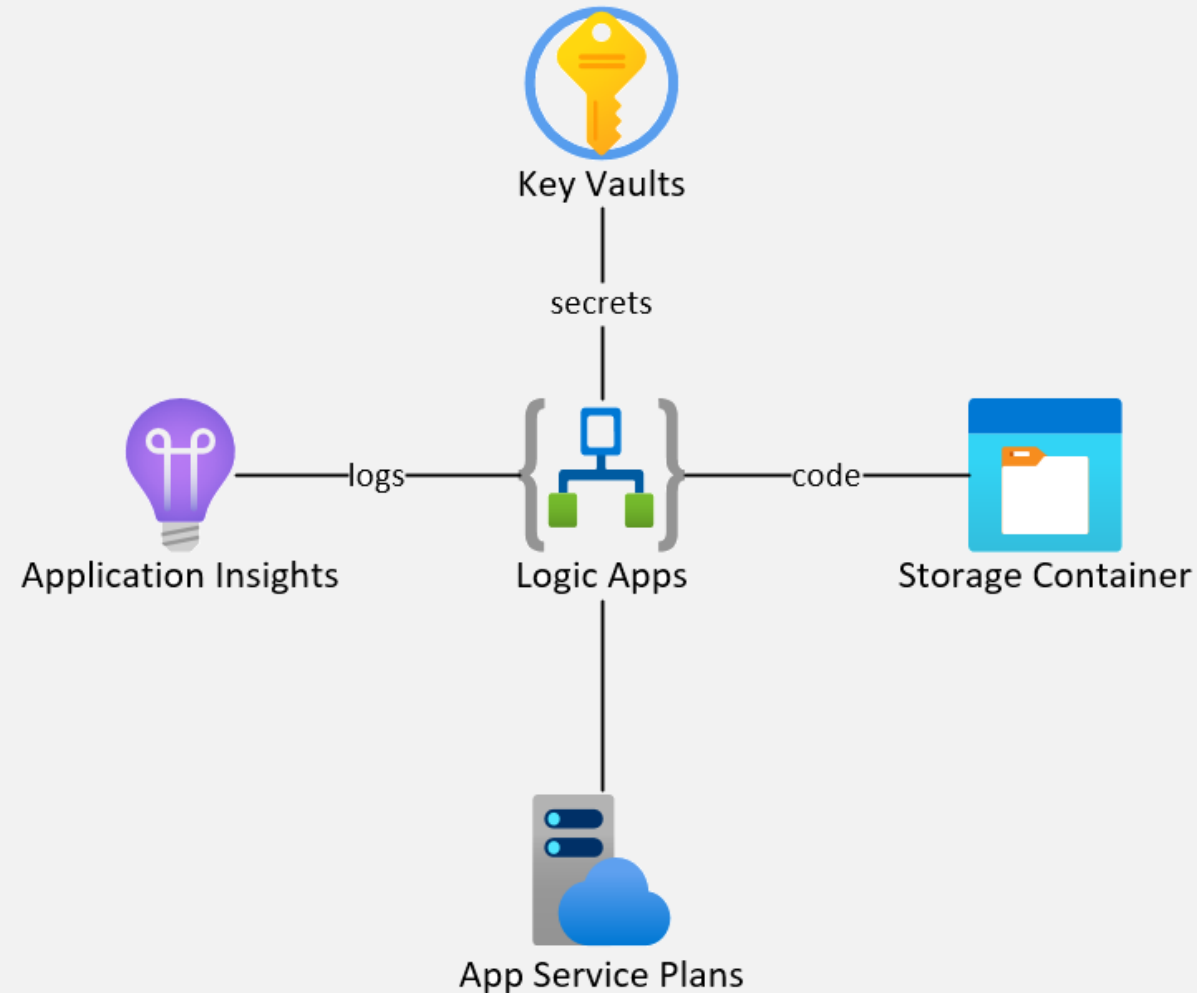 Key Vaults
secrets
logs
code
Application Insights
Logic Apps
Storage Container
App Service Plans